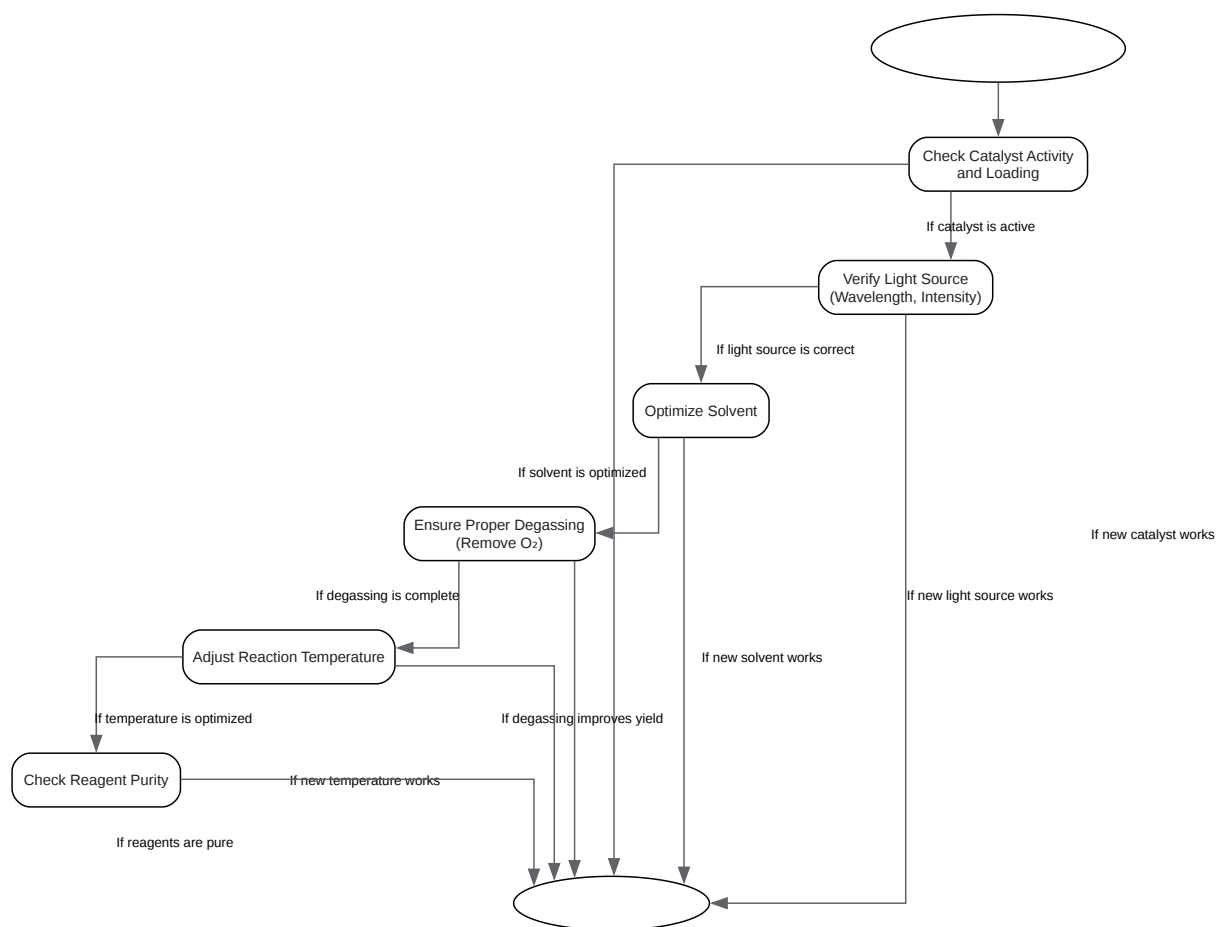 Check Catalyst Activity
and Loading
If catalyst is active
Verify Light Source
(Wavelength, Intensity)
If light source is correct
Optimize Solvent
If solvent is optimized
Ensure Proper Degassing
(Remove O₂)
If new catalyst works
If degassing is complete
If new light source works
Adjust Reaction Temperature
If new solvent works
If temperature is optimized
If degassing improves yield
Check Reagent Purity
If new temperature works
If reagents are pure